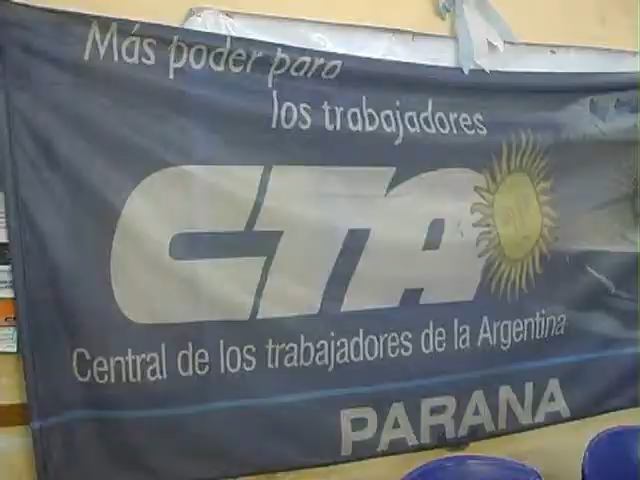 Más poder para
los trabajadores
CTA
Central de los trabajadores de la Argentina
PARANA